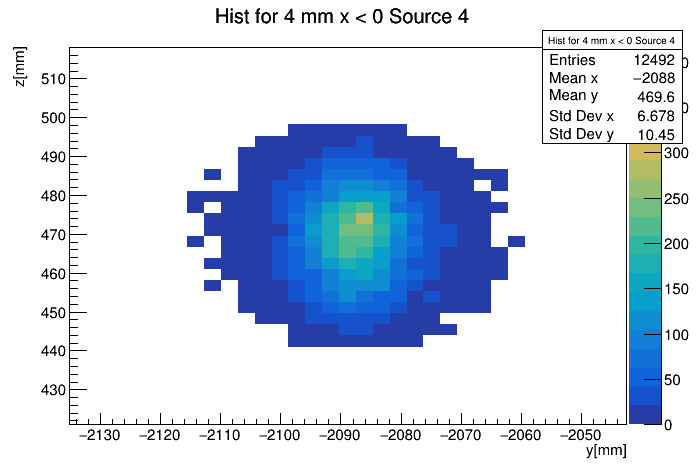 Hist for 4 mm x < 0 Source 4
z[mm]
Hist for 4 mm x < 0 Source 4
Entries 12492
Mean x −2088
Mean y 469.6
Std Dev x 6.678
Std Dev y 10.45
510
500
490
480
470
460
450
440
430
0
0
300
250
200
150
100
50
0
−2130 −2120 −2110 −2100 −2090 −2080 −2070 −2060 −2050
y[mm]